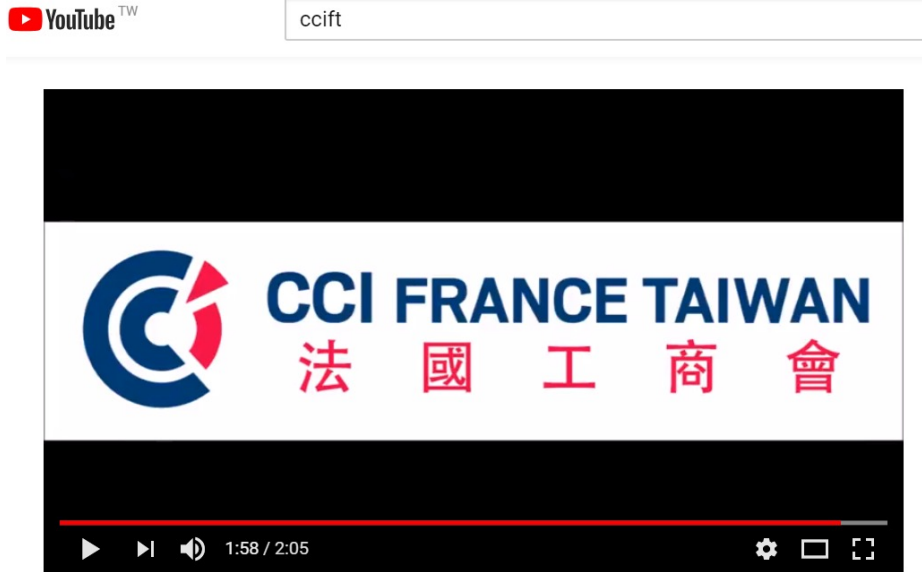 YouTube TW
ccift
CCI FRANCE TAIWAN
法國工商會
1:58 / 2:05